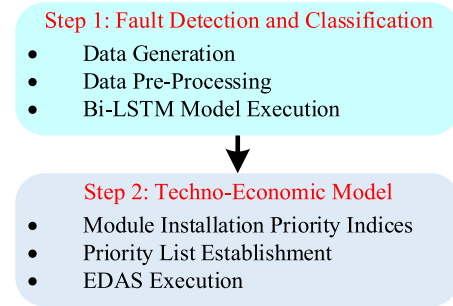 Step 1: Fault Detection and Classification
• Data Generation
• Data Pre-Processing
• Bi-LSTM Model Execution
Step 2: Techno-Economic Model
• Module Installation Priority Indices
• Priority List Establishment
• EDAS Execution